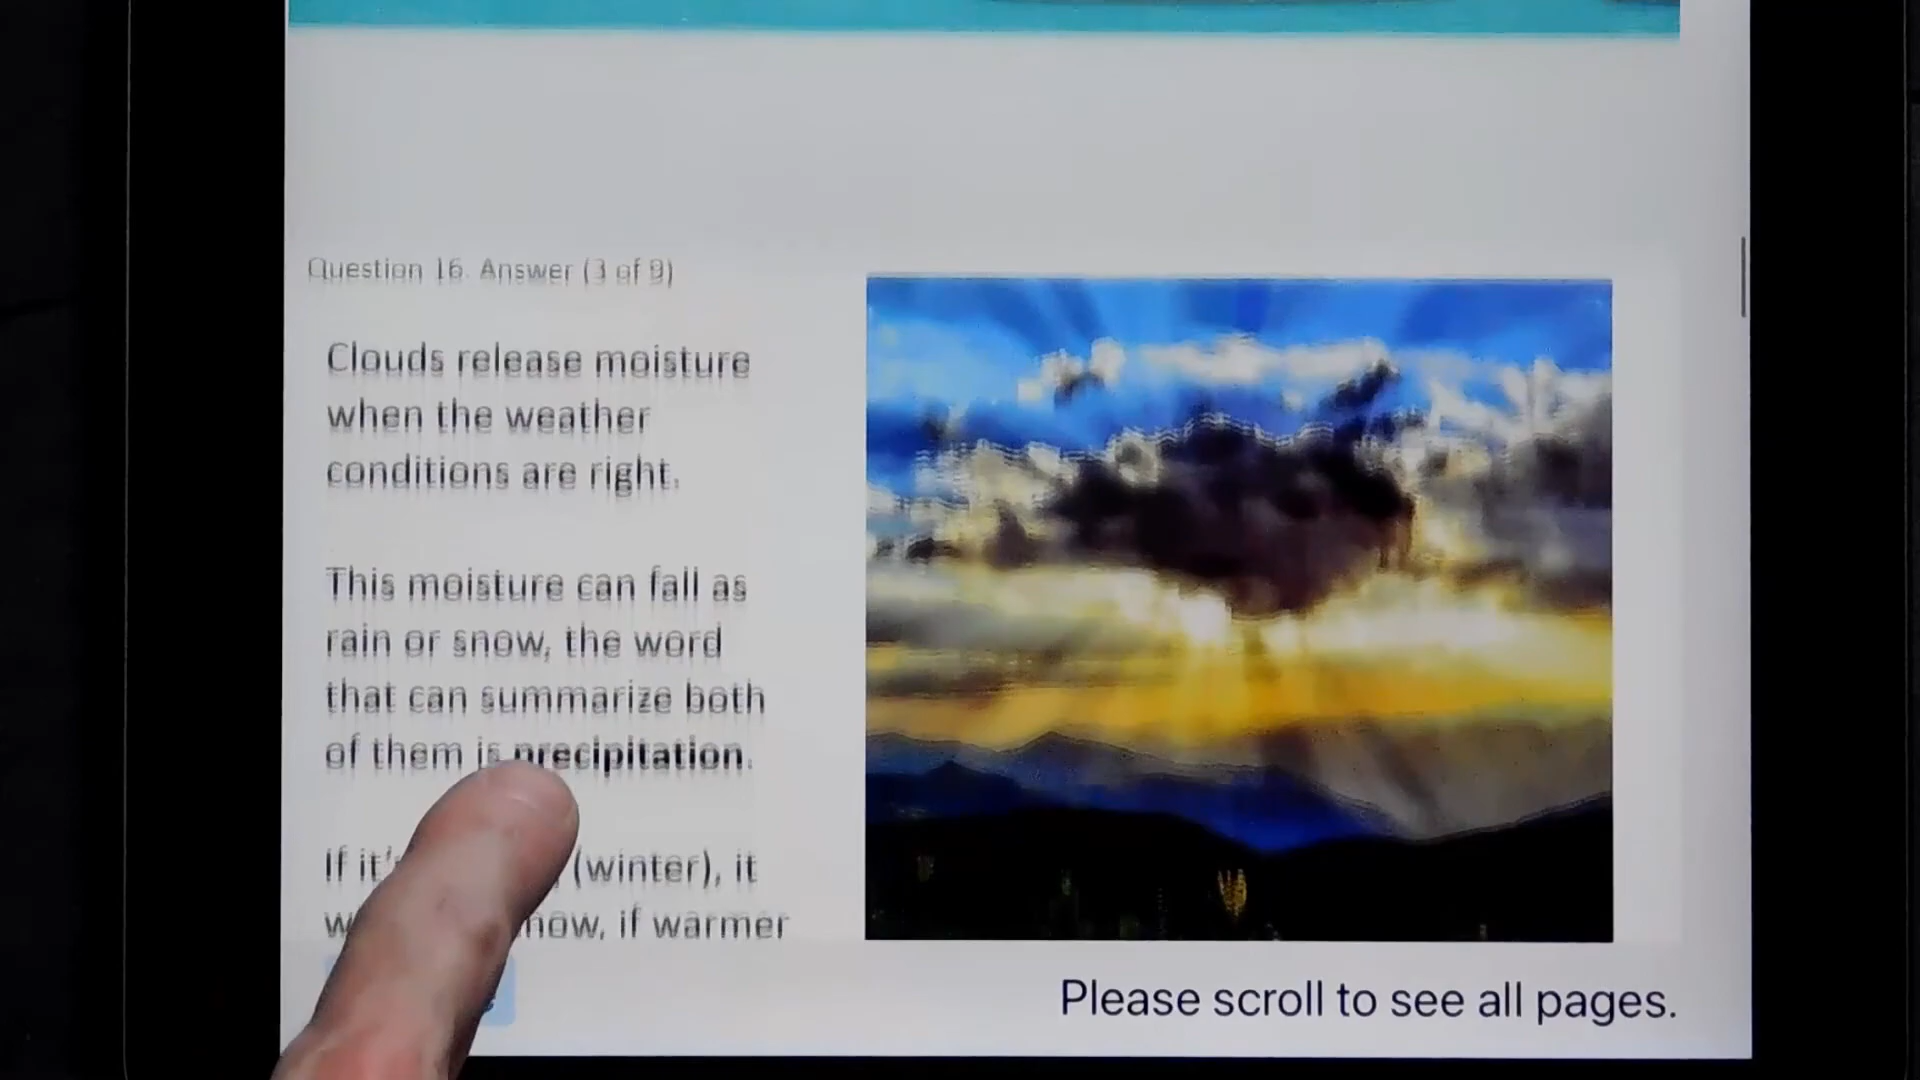 Question 16. Answer (3 of 9)
Clouds release moisture
when the weather
conditions are right.
This moisture can fall as
rain or snow, the word
that can summarize both
of them is precipitation.
If it's (winter), it
if warmer
Please scroll to see all pages.